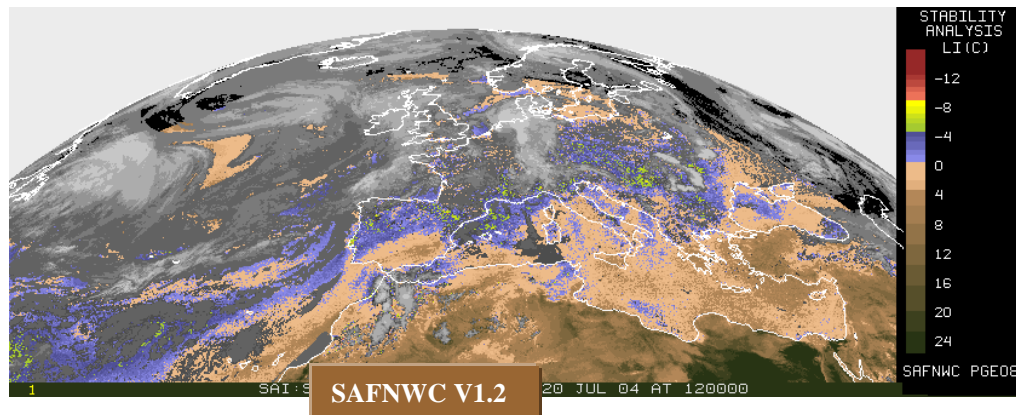 STABILITY
ANALYSIS
LI(C)
-12
-8
-4
0
4
8
12
16
20
24
SAFNWC PGE08
1
SAI:S
20 JUL 04 AT 120000
SAFNWC V1.2